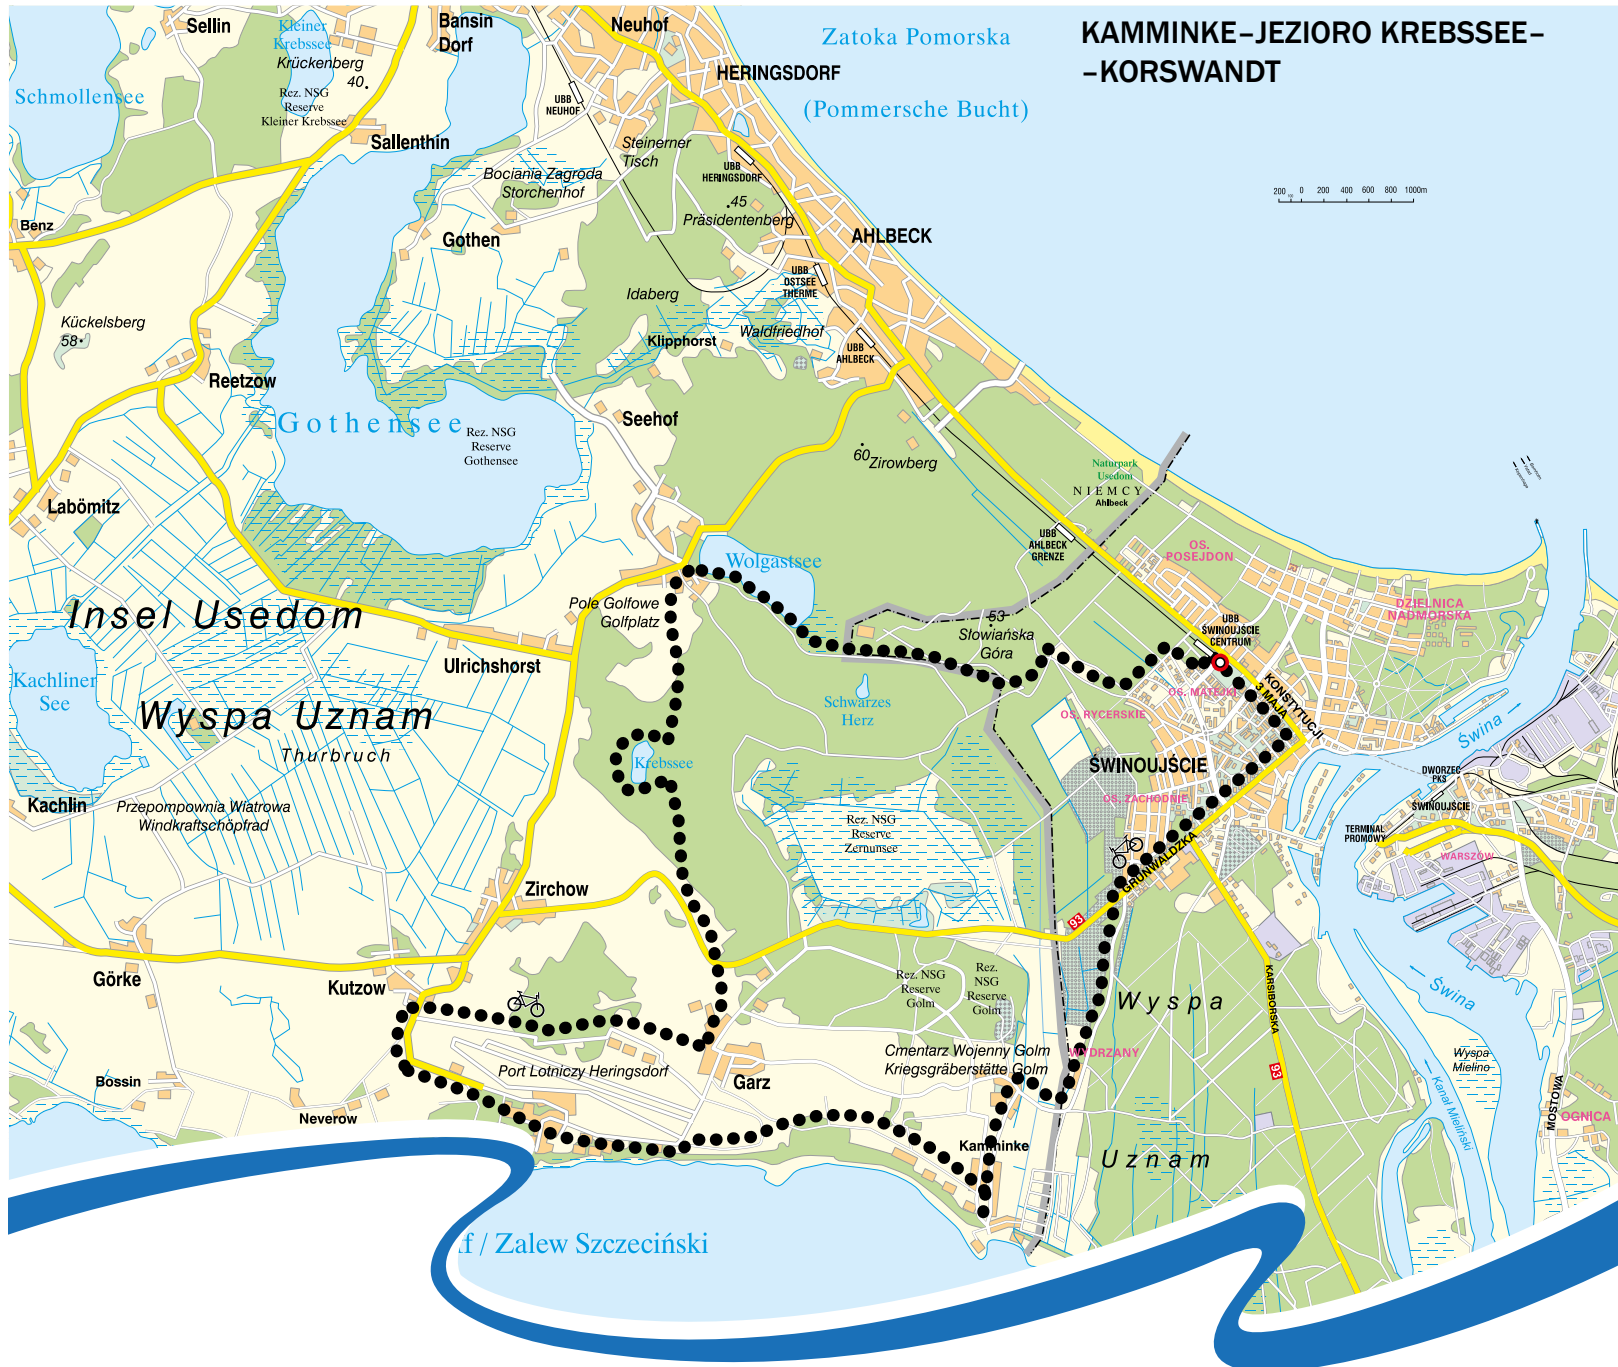 KAMMINKE–JEZIORO KREBSSEE–
–KORSWANDT
Sellin
Kleiner
Krebssee
Krückenberg
40
Rez. NSG
Reserve
Kleiner Krebssee
Bansin
Dorf
Neuhof
Zatoka Pomorska
(Pommersche Bucht)
HERINGSDORF
Schmollensee
UBB
NEUHOF
Sallenthin
Steinerner
Tisch
UBB
HERINGSDORF
Bociania Zagroda
Storchenhof
45
Präsidentenberg
200
0
200
400
600
800
1000m
Benz
Gothen
AHLBECK
UBB
OSTSEE
THERME
Idaberg
Kückelsberg
58
Klipphorst
Waldfriedhof
UBB
AHLBECK
Reetzow
Gothensee
Rez. NSG
Reserve
Gothensee
Seehof
60
Zirowberg
Naturpark
Usedom
NIEMCY
Ahlbeck
Labömitz
UBB
AHLBECK
GRENZE
OS.
POSEJDON
Wolgastsee
Insel Usedom
Pole Golfowe
Golfplatz
53
Słowiańska
Góra
UBB
ŚWINOUJŚCIE
CENTRUM
DZIELNICA
NADMORSKA
Ulrichshorst
Kachliner
See
Wyspa Uznam
Thurbruch
Schwarzes
Herz
OS. MATEJKI
OS. RYCERSKIE
KONSTYTUCJI
3 MAJA
Świna
Krebssee
ŚWINOUJŚCIE
DWORZEC
PKS
ŚWINOUJŚCIE
Kachlin
Przepompownia Wiatrowa
Windkraftschöpfrad
OS. ZACHODNIE
Rez. NSG
Reserve
Zernunsee
TERMINAL
PROMOWY
WARSZÓW
GRUNWALDZKA
Zirchow
93
Görke
Kutzow
Rez. NSG
Reserve
Golm
Rez.
NSG
Reserve
Golm
Wyspa
KARSIBORSKA
Świna
Cmentarz Wojenny Golm
Kriegsgräberstätte Golm
WYDRZANY
Wyspa
Mielino
Bossin
Port Lotniczy Heringsdorf
Garz
93
Kanał Mieliński
MOSTOWA
OGNICA
Neverow
Kamminke
Uznam
/ Zalew Szczeciński